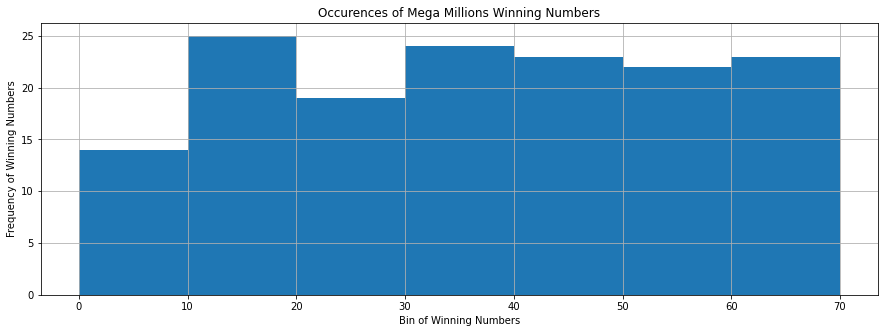 Occurences of Mega Millions Winning Numbers
Frequency of Winning Numbers
25
20
15
10
5
0
0 10 20 30 40 50 60 70
Bin of Winning Numbers